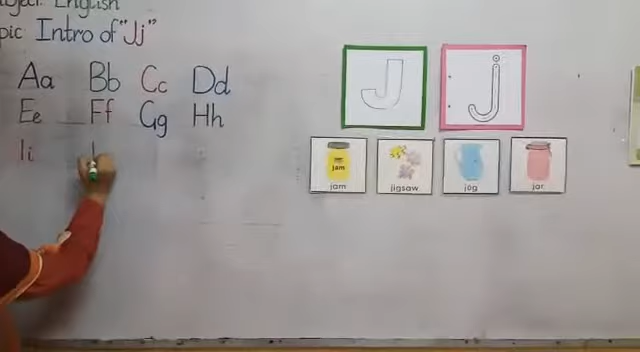 English
Intro of "Jj"
Aa Bb Cc Dd
Ee Ff Gg Hh
Ii
J j
jam
jam jigsaw jug jar